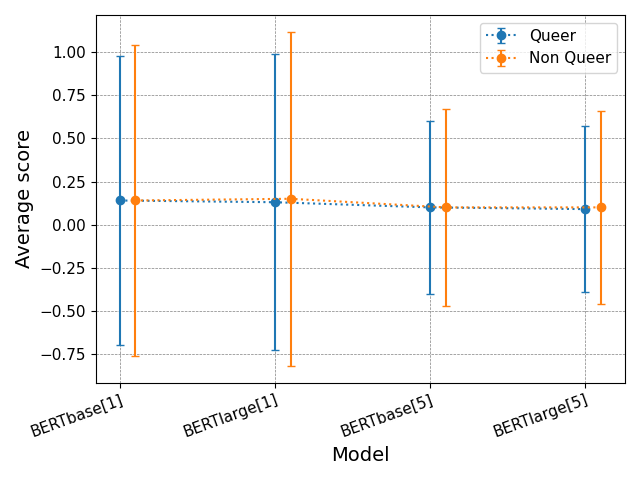 Queer
Non Queer
Average score
1.00
0.75
0.50
0.25
0.00
−0.25
−0.50
−0.75
BERTbase[1]
BERTlarge[1]
BERTbase[5]
BERTlarge[5]
Model